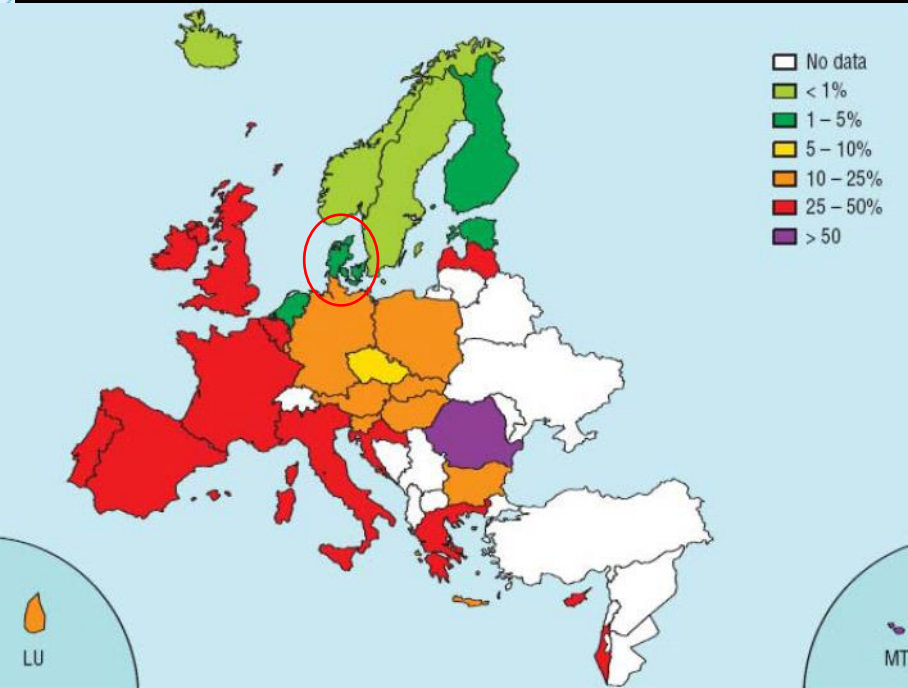 No data
< 1%
1 – 5%
5 – 10%
10 – 25%
25 – 50%
> 50
LU
MT